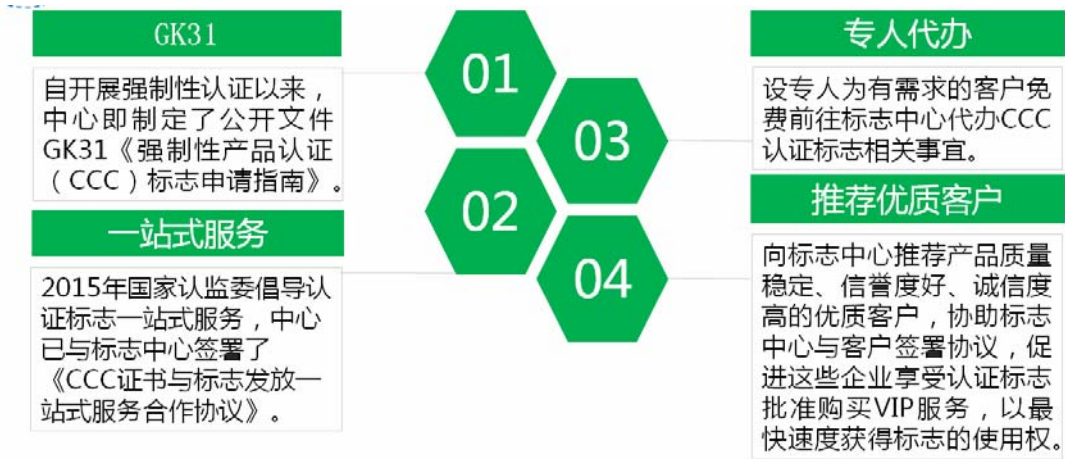 GK31
自开展强制性认证以来，
中心即制定了公开文件
GK31《强制性产品认证
（CCC）标志申请指南》。
01
一站式服务
2015年国家认监委倡导认
证标志一站式服务，中心
已与标志中心签署了
《CCC证书与标志发放一
站式服务合作协议》。
02
专人代办
设专人为有需求的客户免
费前往标志中心代办CCC
认证标志相关事宜。
03
推荐优质客户
向标志中心推荐产品质量
稳定、信誉度好、诚信度
高的优质客户，协助标志
中心与客户签署协议，促
进这些企业享受认证标志
批准购买VIP服务，以最
快速度获得标志的使用权。
04